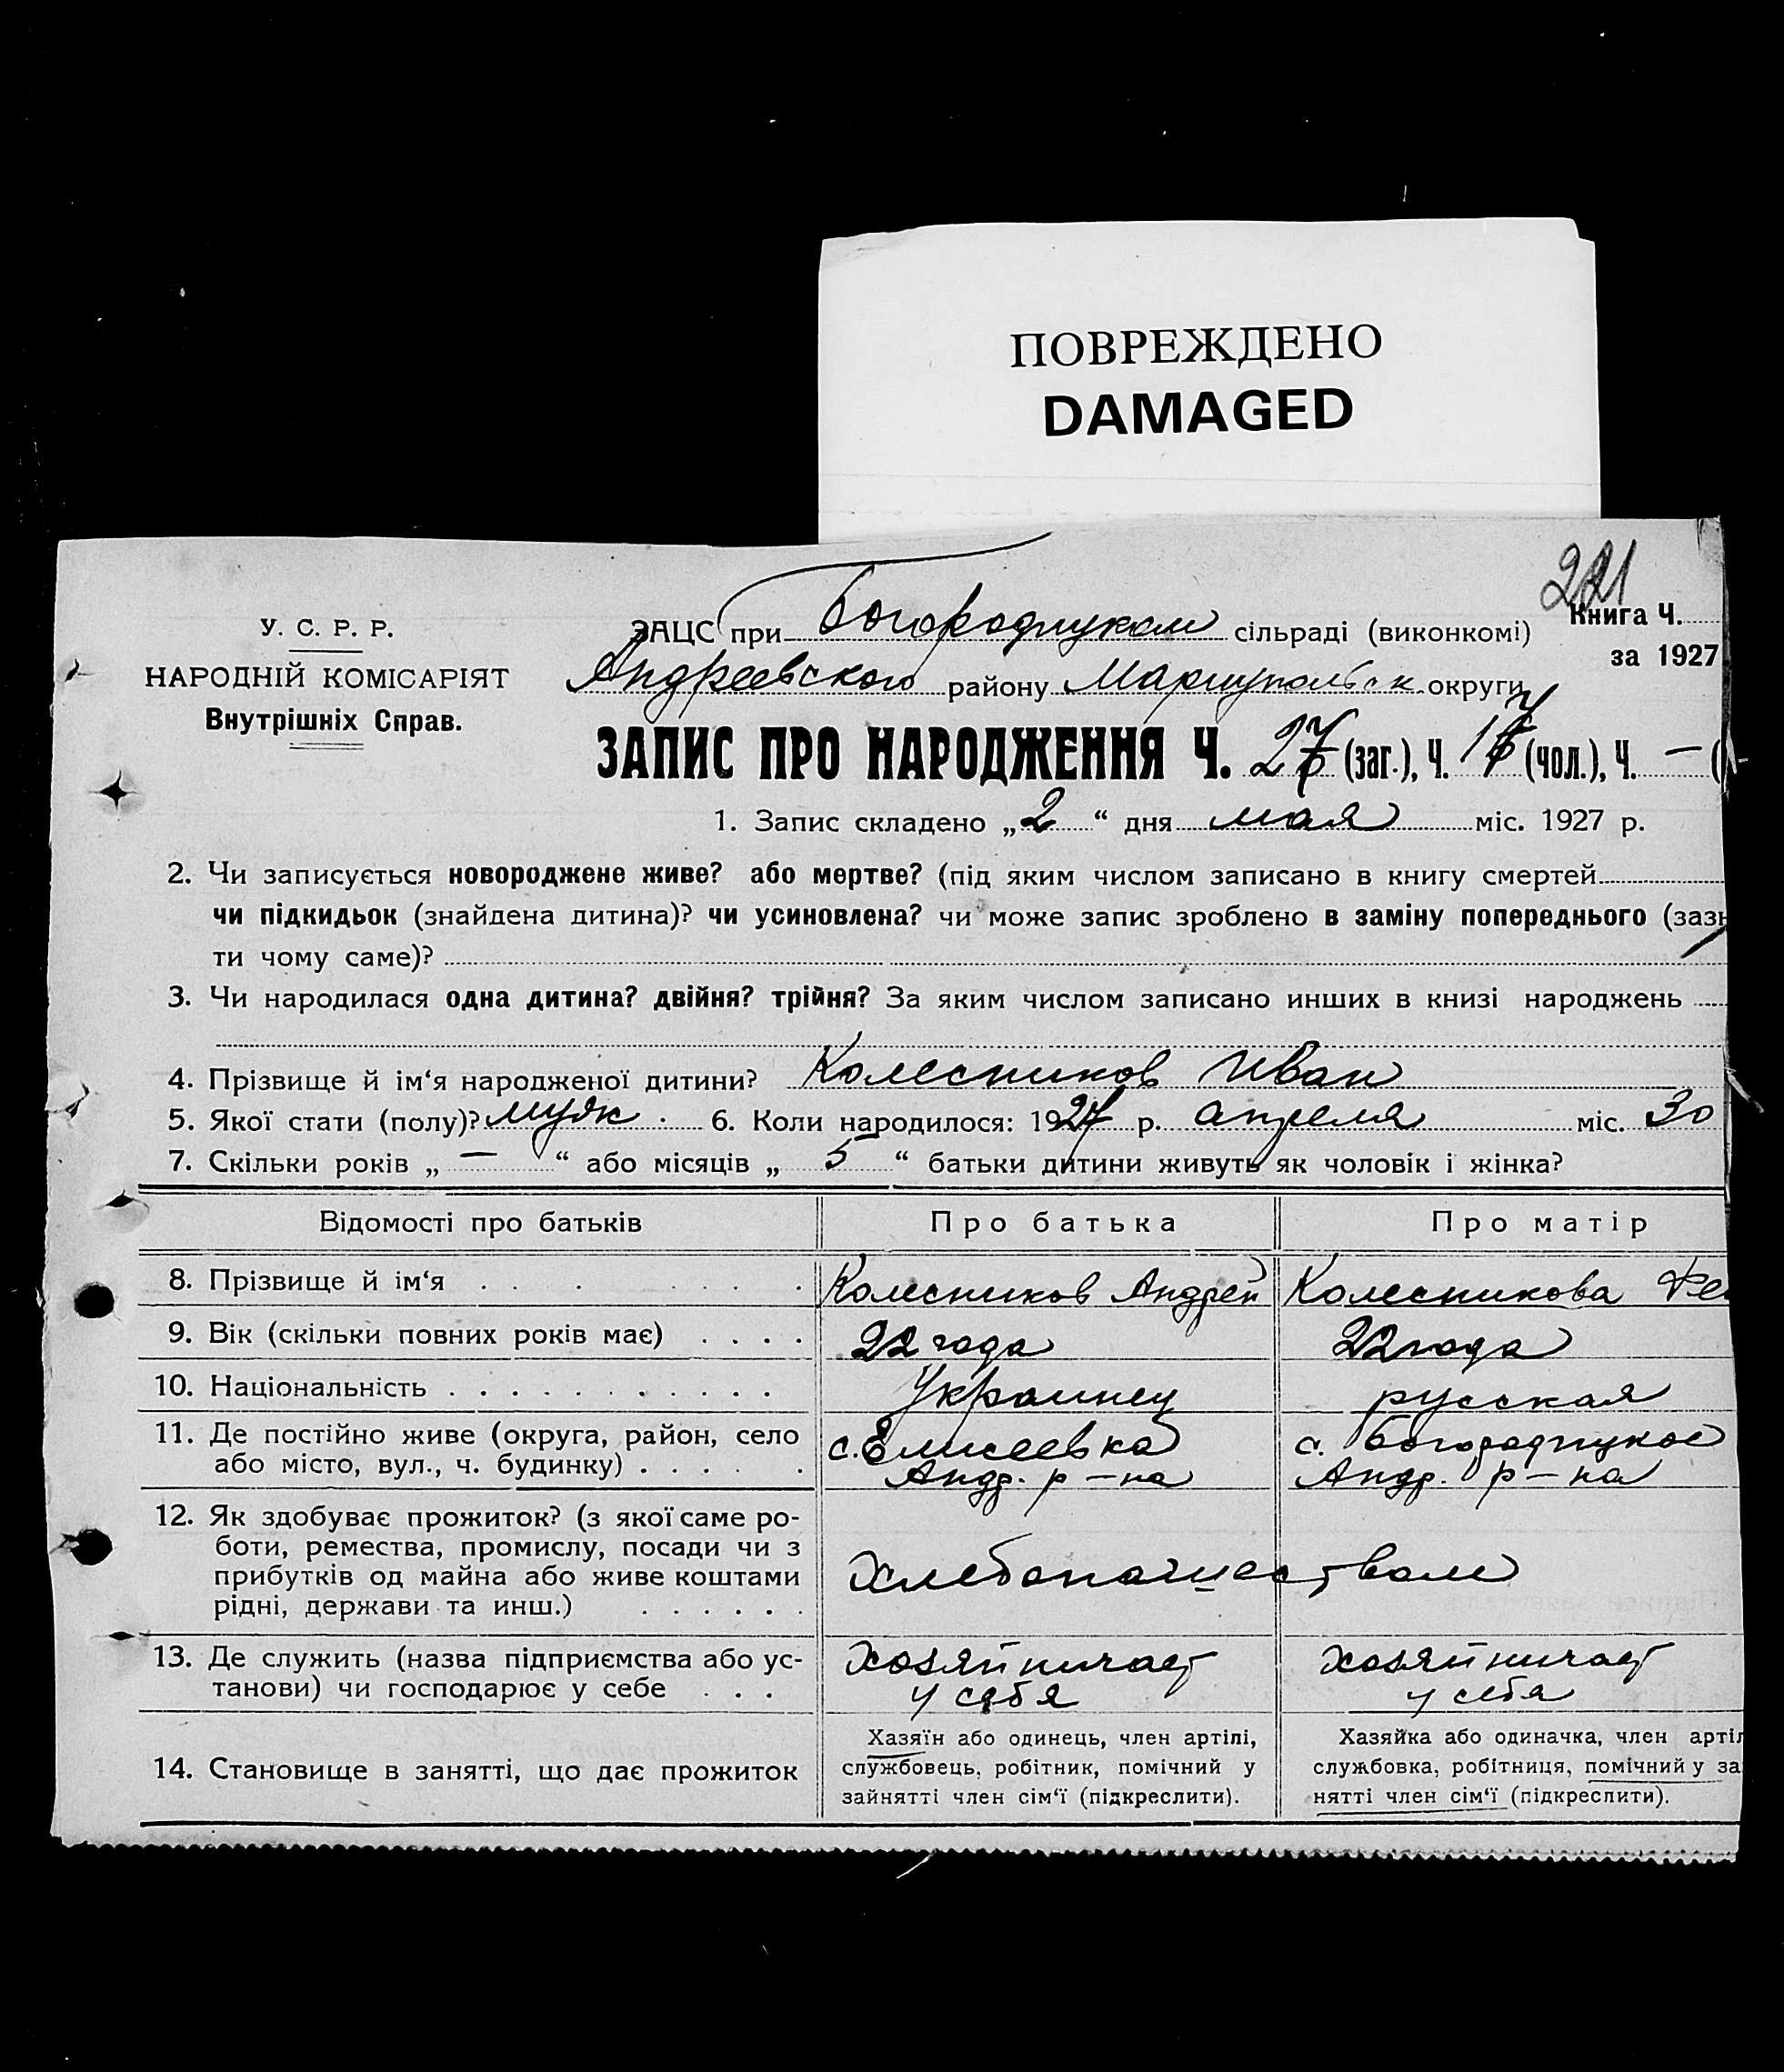 ПОВРЕЖДЕНО
DAMAGED
221
Книга Ч.
за 1927
У. С. Р. Р.
НАРОДНІЙ КОМІСАРІЯТ
Внутрішніх Справ.
ЗАЦС при Богородицком сільраді (виконкомі)
Андреевского району Мариупольск округи
ЗАПИС ПРО НАРОДЖЕННЯ Ч. 27 (заг.), Ч. (чол.), Ч. — (
1. Запис складено „2“ дня мая міс. 1927 р.
2. Чи записується новороджене живе? або мертве? (під яким числом записано в книгу смертей
чи підкидьок (знайдена дитина)? чи усиновлена? чи може запис зроблено в заміну попереднього (зазн
ти чому саме)?
3. Чи народилася одна дитина? двійня? трійня? За яким числом записано инших в книзі народжень
4. Прізвище й ім‘я народженої дитини? Колесников Иван
5. Якої стати (полу)? муж. 6. Коли народилося: 1927 р. апреля міс. 30
7. Скільки років „—“ або місяців „5“ батьки дитини живуть як чоловік і жінка?
Відомості про батьків Про батька Про матір
8. Прізвище й ім‘я Колесников Андрей Колесникова Фе
9. Вік (скільки повних років має) 22 года 22 года
10. Національність Украинец русская
11. Де постійно живе (округа, район, село с. Елисеевка с. Богородицкое
або місто, вул., ч. будинку) Андр. р–на Андр. р–на
12. Як здобуває прожиток? (з якої саме ро-
боти, ремества, промислу, посади чи з
прибутків од майна або живе коштами Хлебопашеством
рідні, держави та инш.)
13. Де служить (назва підприємства або ус- Хозяйничает Хозяйничает
танови) чи господарює у себе у себя у себя
Хазяїн або одинець, член артілі, Хазяйка або одиначка, член артіл
14. Становище в занятті, що дає прожиток службовець, робітник, помічний у службовка, робітниця, помічний у за
зайнятті член сім‘ї (підкреслити). нятті член сім‘ї (підкреслити).